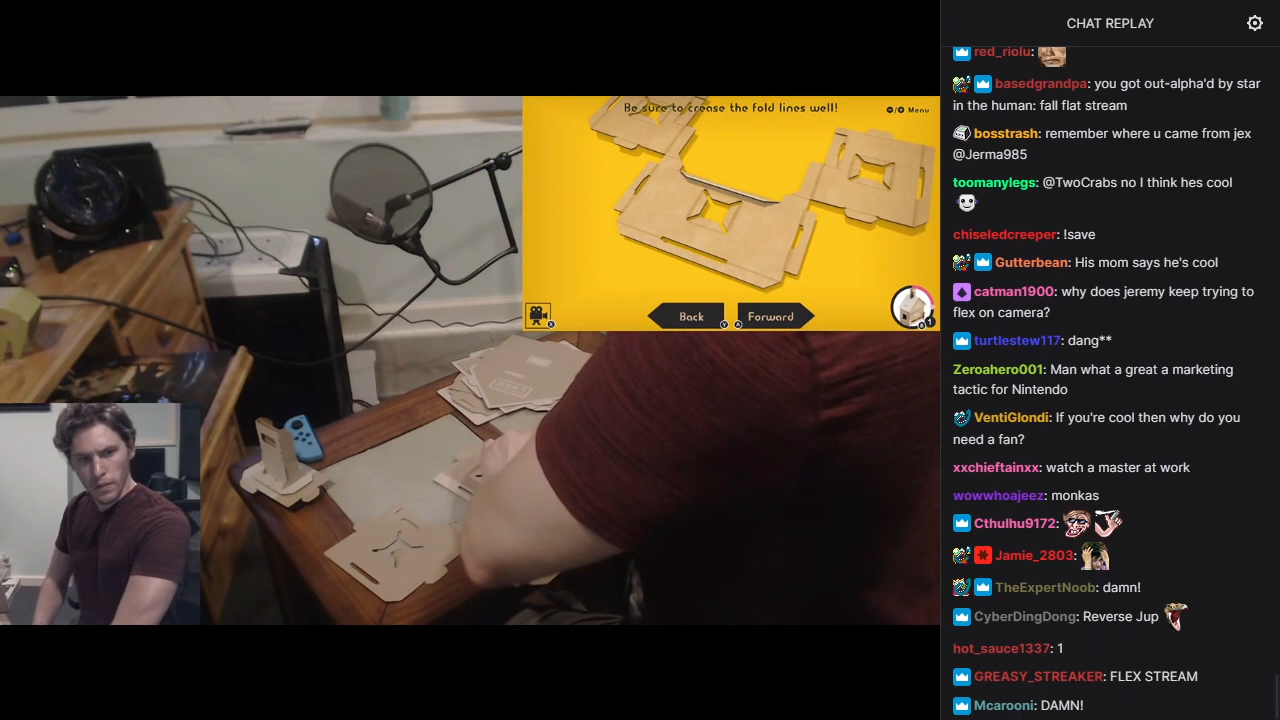 CHAT REPLAY
red_riolu:
basedgrandpa: you got out-alpha'd by star
in the human: fall flat stream
bosstrash: remember where u came from jex
@Jerma985
toomanylegs: @TwoCrabs no I think hes cool
chiseledcreeper: !save
Gutterbean: His mom says he's cool
catman1900: why does jeremy keep trying to
flex on camera?
turtlestew117: dang**
Zeroahero001: Man what a great a marketing
tactic for Nintendo
VentiGlondi: If you're cool then why do you
need a fan?
xxchieftainxx: watch a master at work
wowwhoajeez: monkas
Cthulhu9172:
Jamie_2803:
TheExpertNoob: damn!
CyberDingDong: Reverse Jup
hot_sauce1337: 1
GREASY_STREAKER: FLEX STREAM
Mcarooni: DAMN!
Be sure to crease the fold lines well!
Menu
Back
Forward
X
Y
A